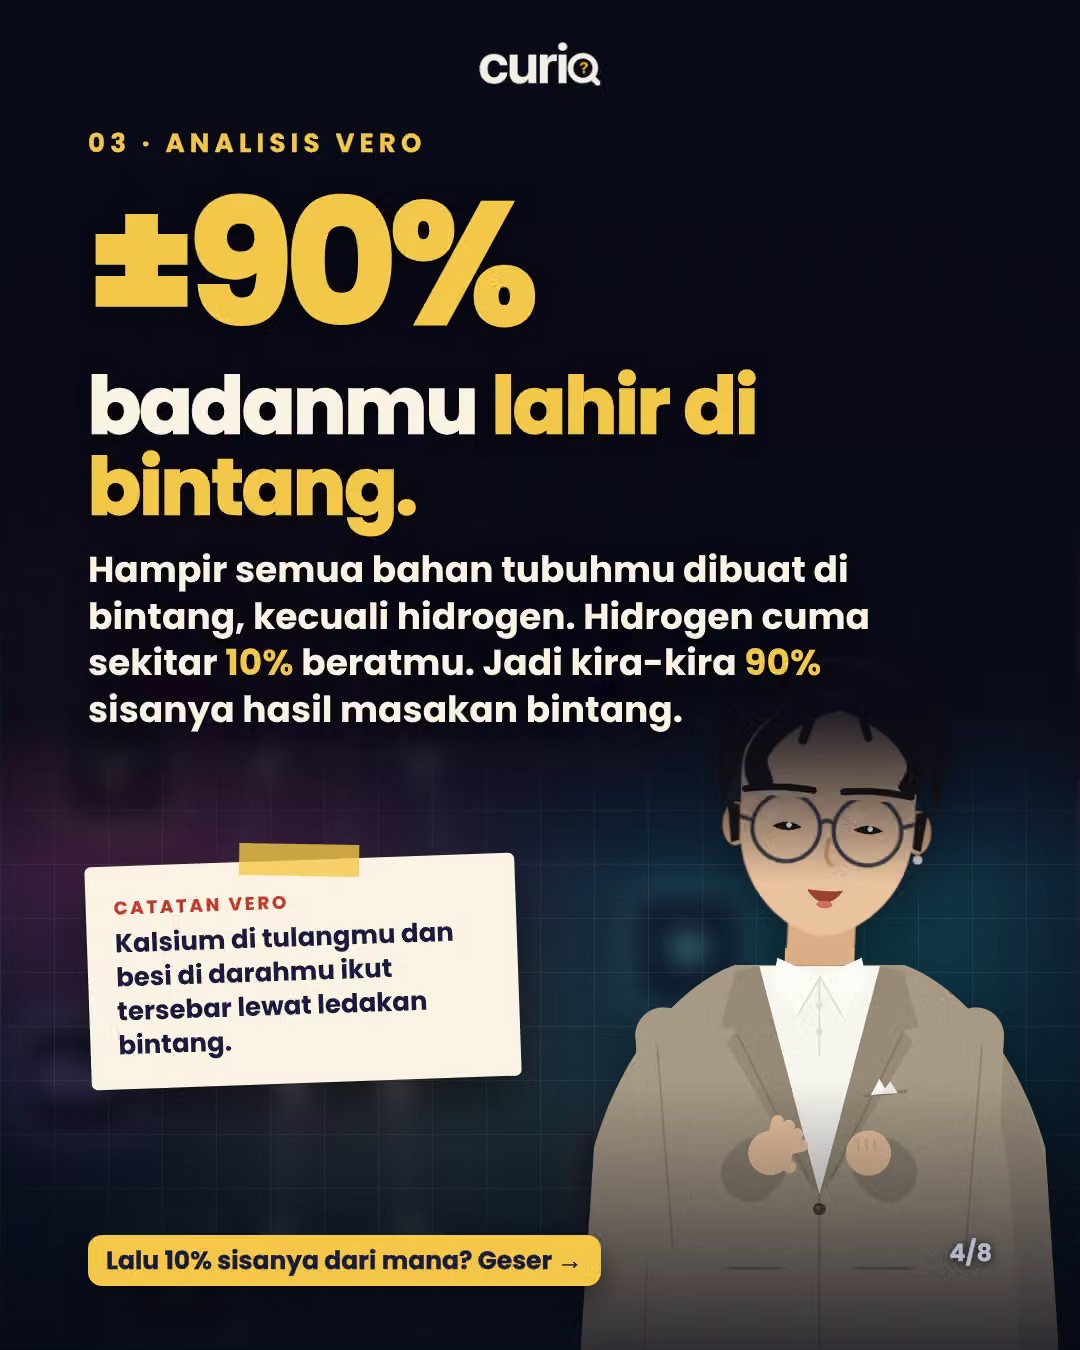 curio?
03 · ANALISIS VERO
±90%
badanmu lahir di
bintang.
Hampir semua bahan tubuhmu dibuat di
bintang, kecuali hidrogen. Hidrogen cuma
sekitar 10% beratmu. Jadi kira-kira 90%
sisanya hasil masakan bintang.
CATATAN VERO
Kalsium di tulangmu dan
besi di darahmu ikut
tersebar lewat ledakan
bintang.
Lalu 10% sisanya dari mana? Geser →
4/8